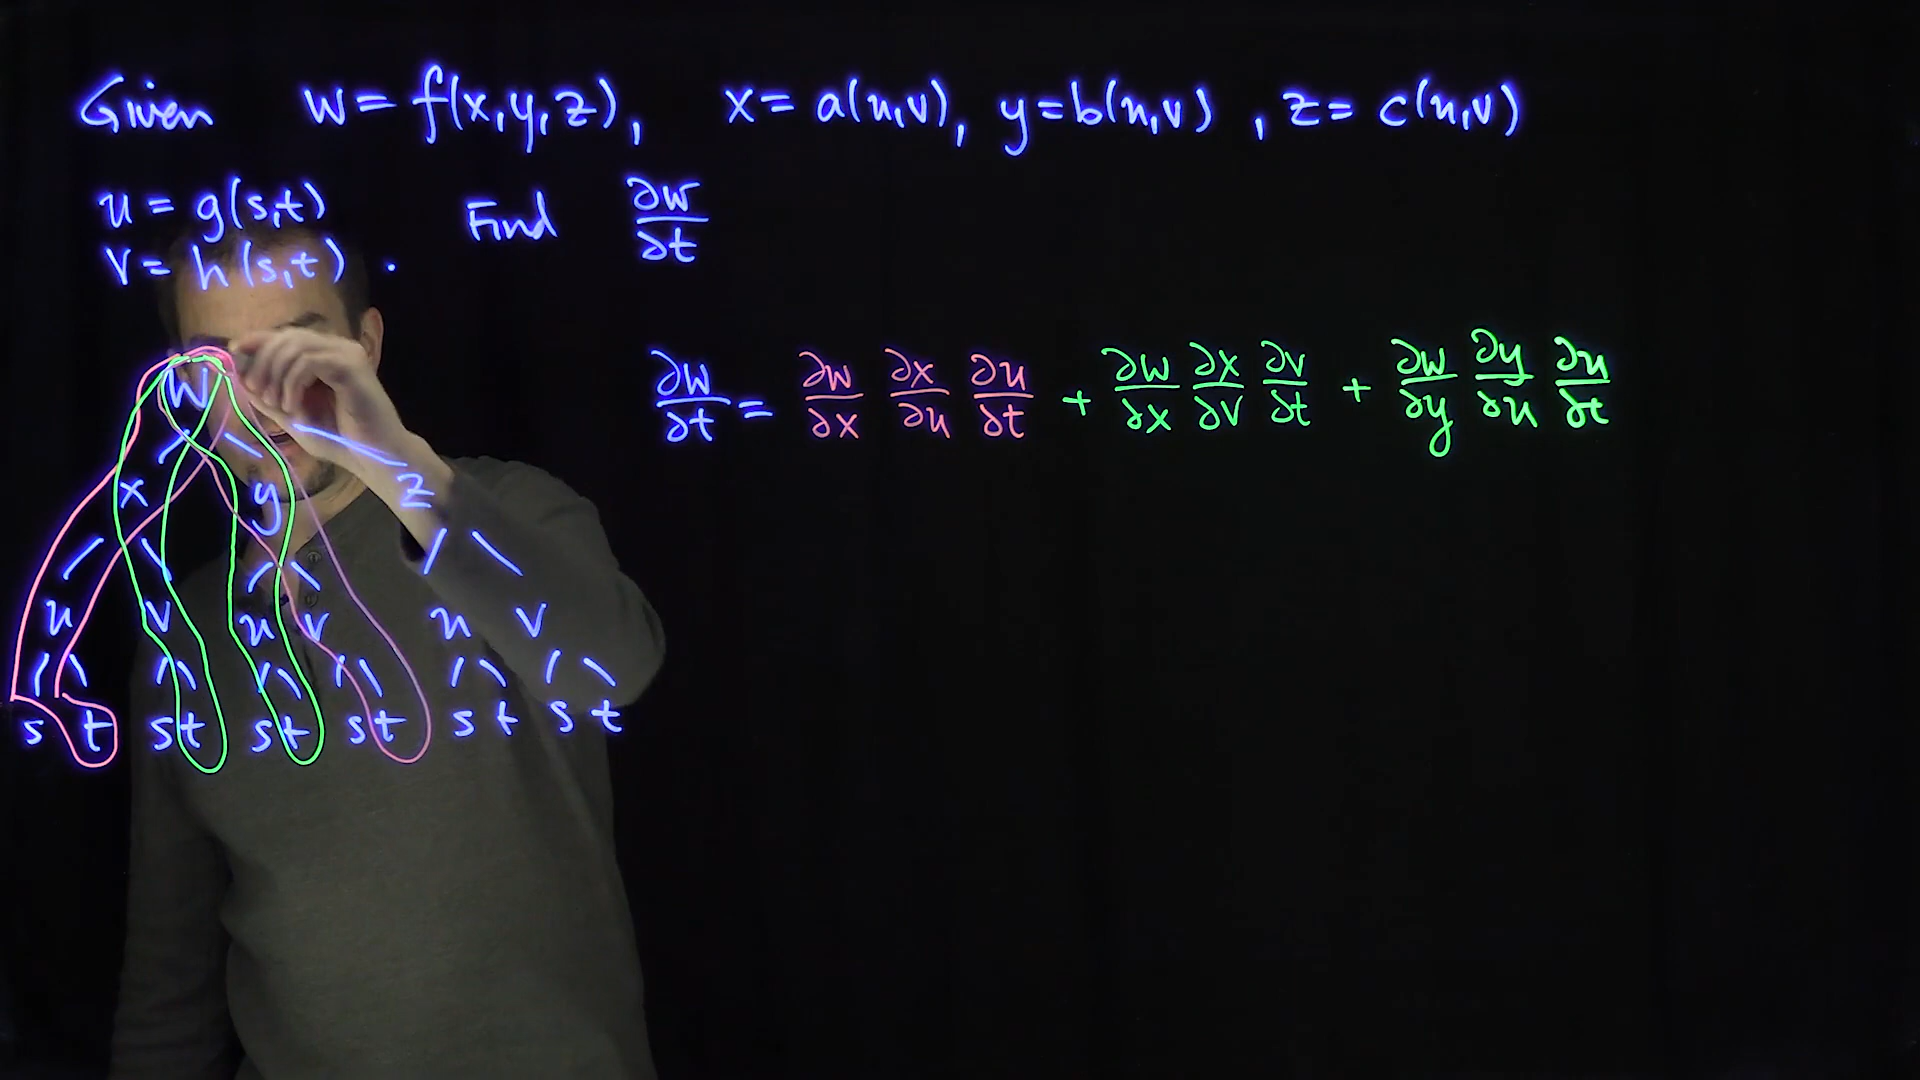 Given w = f(x,y,z), x = a(u,v), y = b(u,v), z = c(u,v)
u = g(s,t) Find ∂w/∂t
v = h(s,t).
∂w/∂t = ∂w/∂x ∂x/∂u ∂u/∂t + ∂w/∂x ∂x/∂v ∂v/∂t + ∂w/∂y ∂y/∂u ∂u/∂t
w
x y z
u v u v u v
s t s t s t s t s t s t